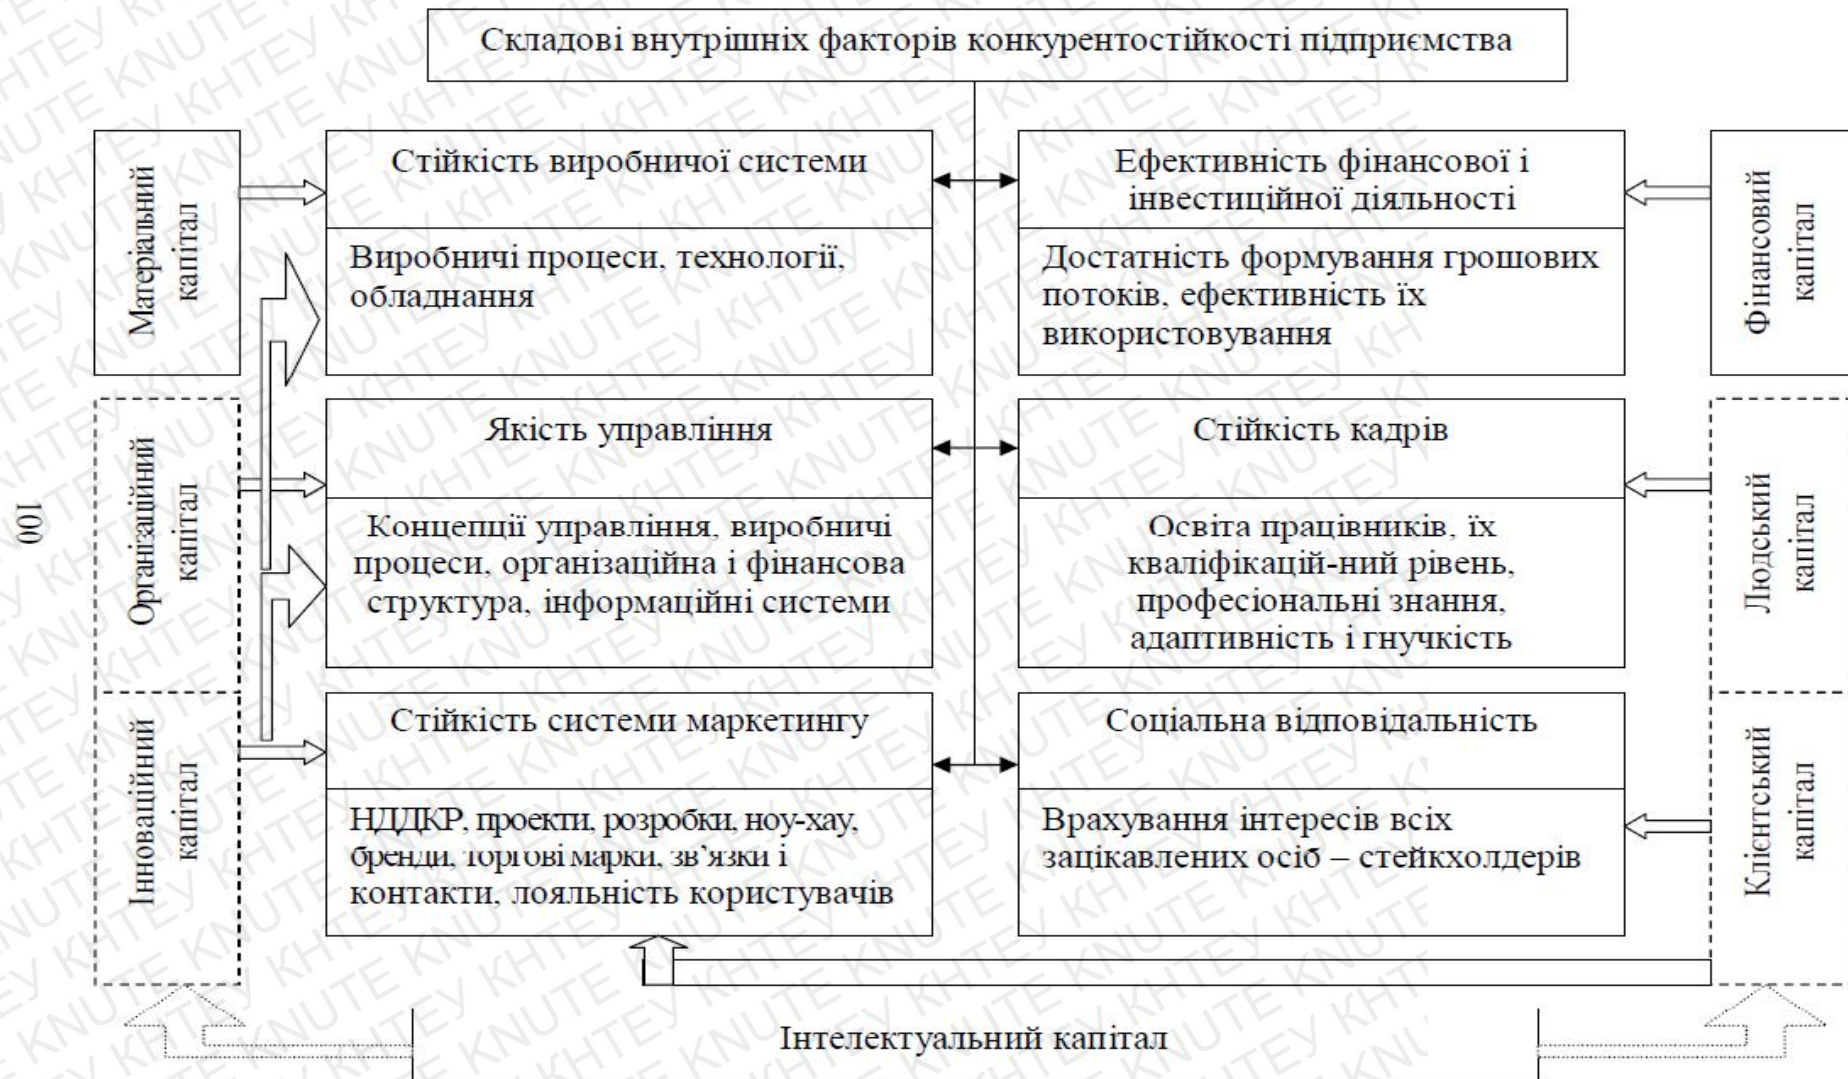 Складові внутрішніх факторів конкурентостійкості підприємства
Матеріальний
капітал
Стійкість виробничої системи
Виробничі процеси, технології,
обладнання
Ефективність фінансової і
інвестиційної діяльності
Достатність формування грошових
потоків, ефективність їх
використовування
Фінансовий
капітал
Організаційний
капітал
Якість управління
Концепції управління, виробничі
процеси, організаційна і фінансова
структура, інформаційні системи
Стійкість кадрів
Освіта працівників, їх
кваліфікацій-ний рівень,
професіональні знання,
адаптивність і гнучкість
Людський
капітал
100
Інноваційний
капітал
Стійкість системи маркетингу
НДДКР, проекти, розробки, ноу-хау,
бренди, торгові марки, зв’язки і
контакти, лояльність користувачів
Соціальна відповідальність
Врахування інтересів всіх
зацікавлених осіб – стейкхолдерів
Клієнтський
капітал
Інтелектуальний капітал
КНТЕУ KNUTE